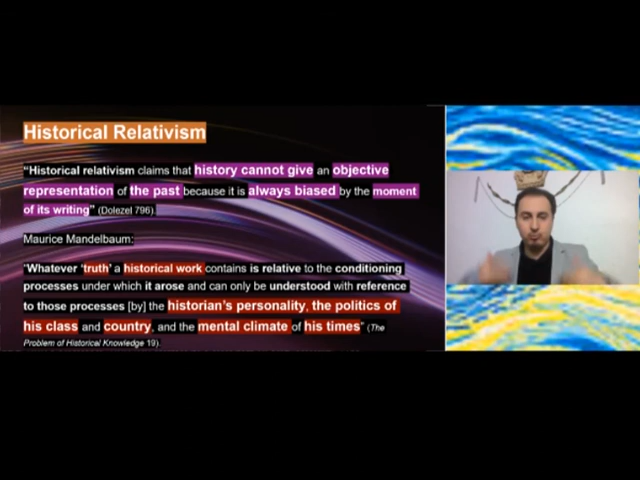 Historical Relativism
“Historical relativism claims that history cannot give an objective
representation of the past because it is always biased by the moment
of its writing” (Dolezel 796).
Maurice Mandelbaum:
“Whatever ‘truth’ a historical work contains is relative to the conditioning
processes under which it arose and can only be understood with reference
to those processes [by] the historian’s personality, the politics of
his class and country, and the mental climate of his times” (The
Problem of Historical Knowledge 19).